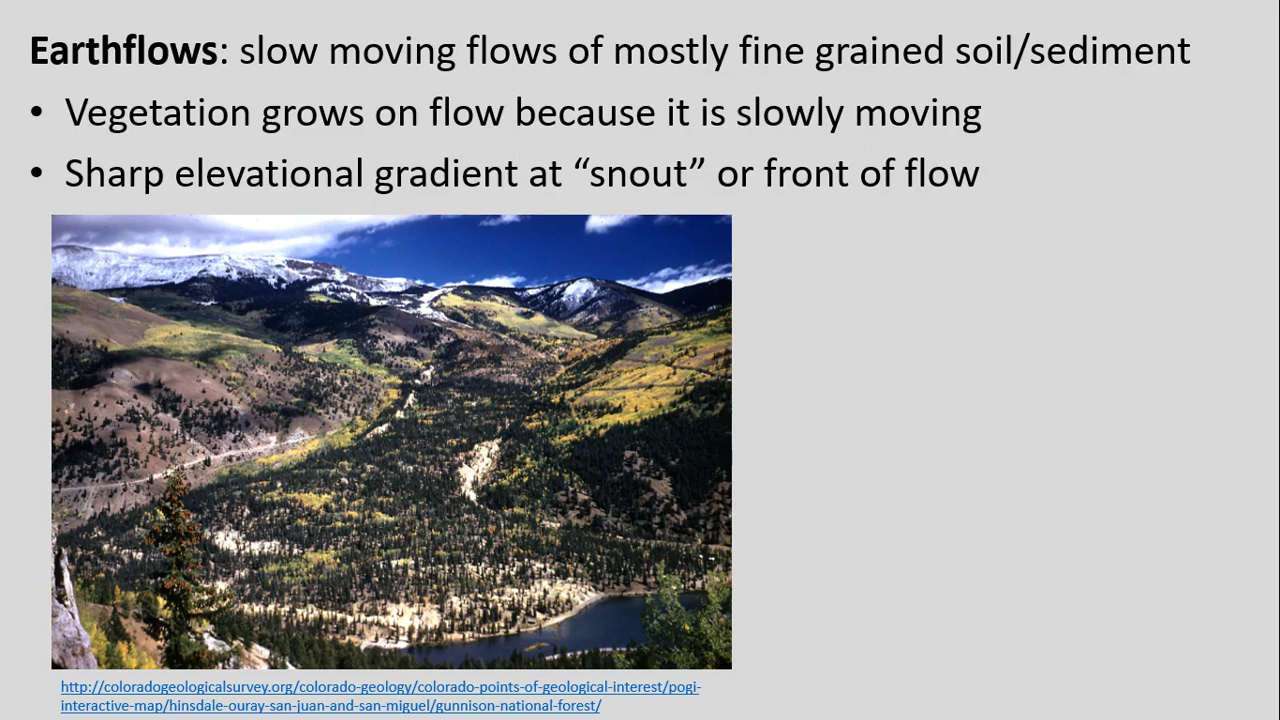 Earthflows: slow moving flows of mostly fine grained soil/sediment
• Vegetation grows on flow because it is slowly moving
• Sharp elevational gradient at “snout” or front of flow
http://coloradogeologicalsurvey.org/colorado-geology/colorado-points-of-geological-interest/pogi-
interactive-map/hinsdale-ouray-san-juan-and-san-miguel/gunnison-national-forest/